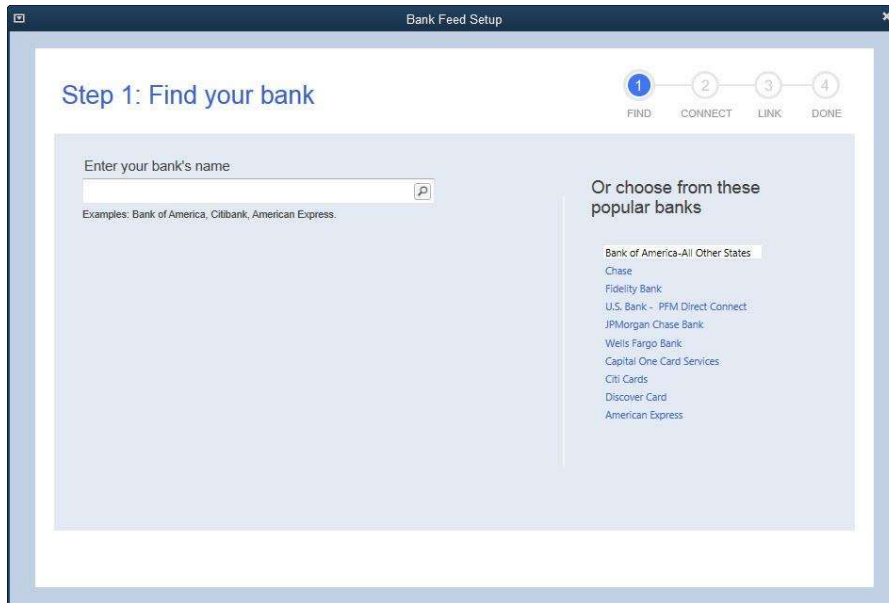 Bank Feed Setup
Step 1: Find your bank
1 2 3 4
FIND CONNECT LINK DONE
Enter your bank's name
Examples: Bank of America, Citibank, American Express.
Or choose from these
popular banks
Bank of America-All Other States
Chase
Fidelity Bank
U.S. Bank - PFM Direct Connect
JPMorgan Chase Bank
Wells Fargo Bank
Capital One Card Services
Citi Cards
Discover Card
American Express